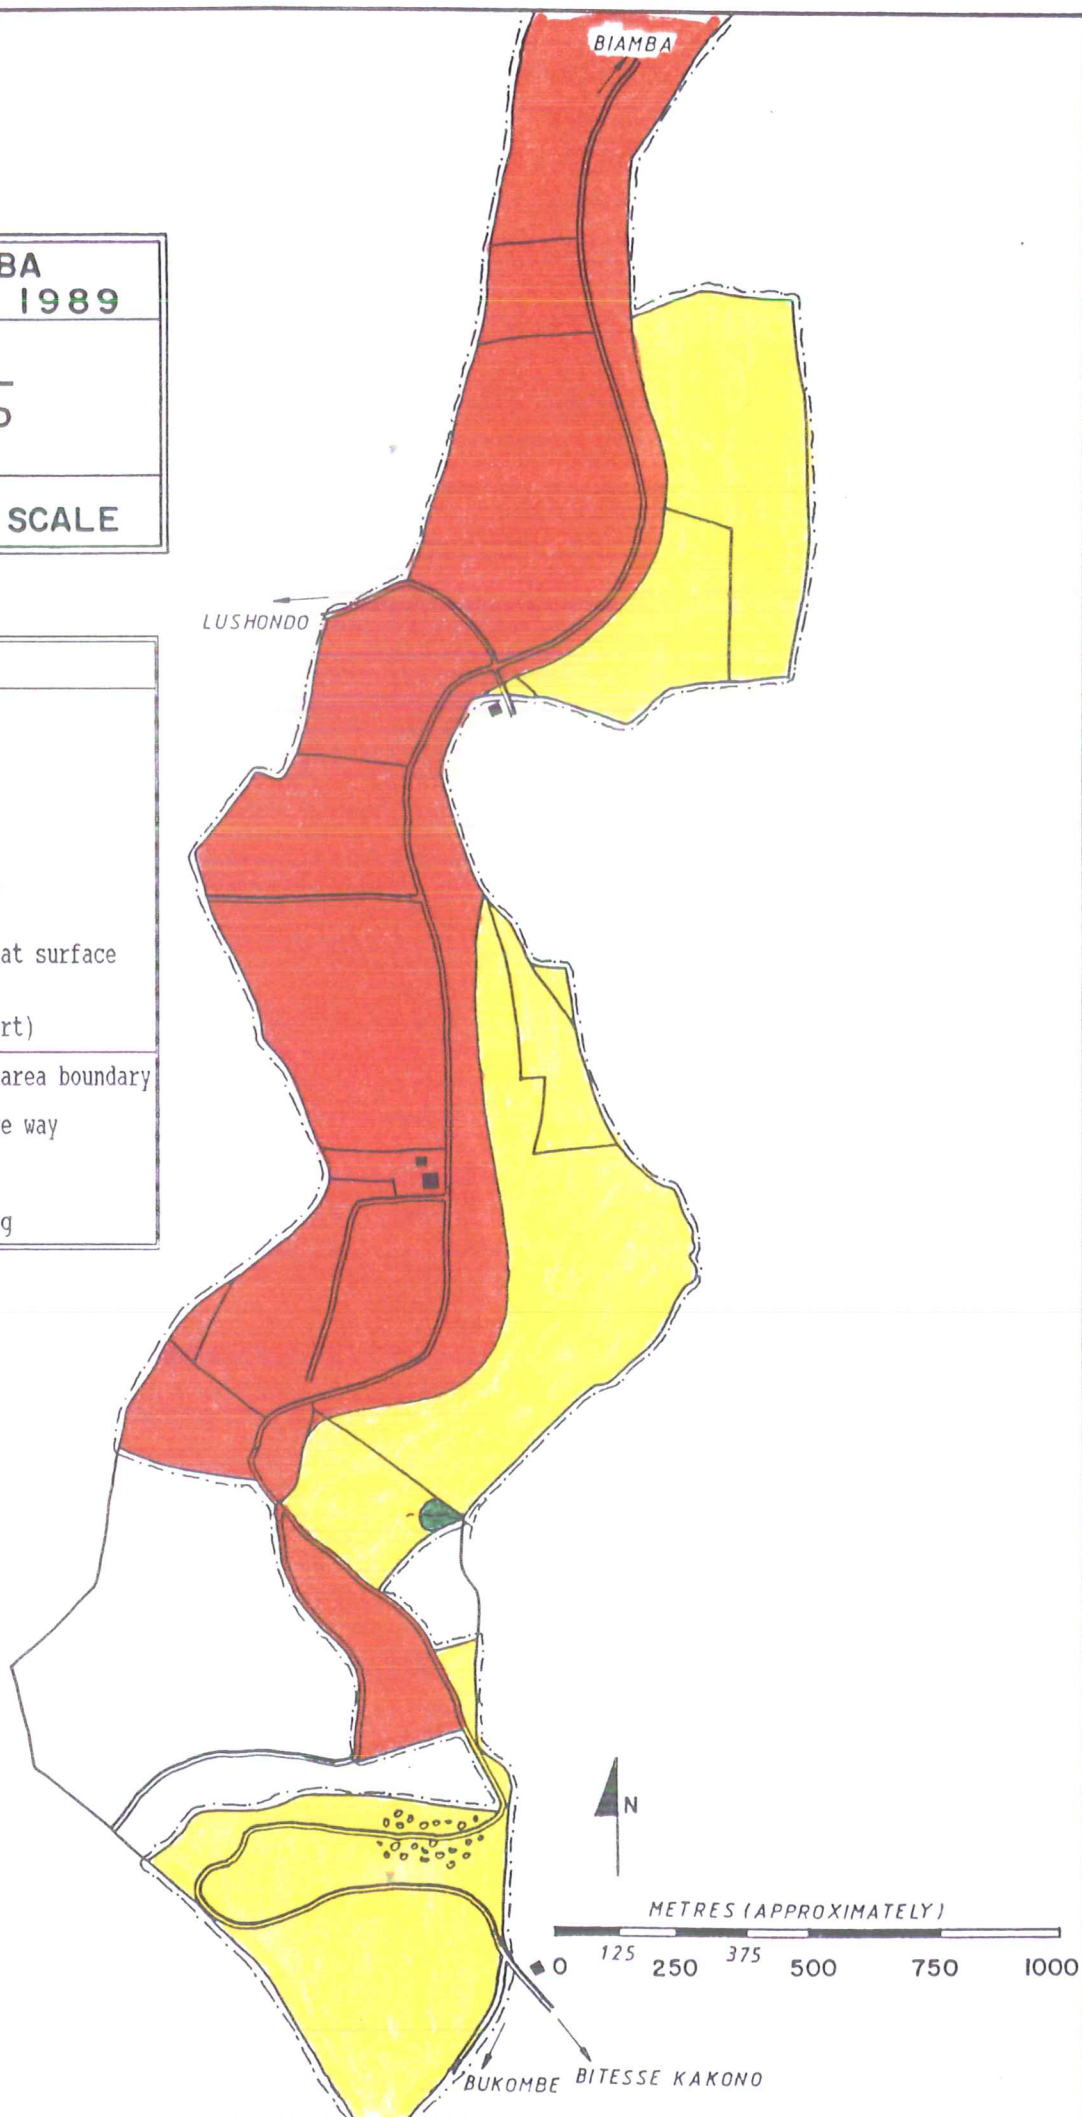 BIAMBA
BA
1989
SCALE
LUSHONDO
at surface
rt)
area boundary
e way
g
N
METRES (APPROXIMATELY)
125 375
0 250 500 750 1000
BUKOMBE BITESSE KAKONO